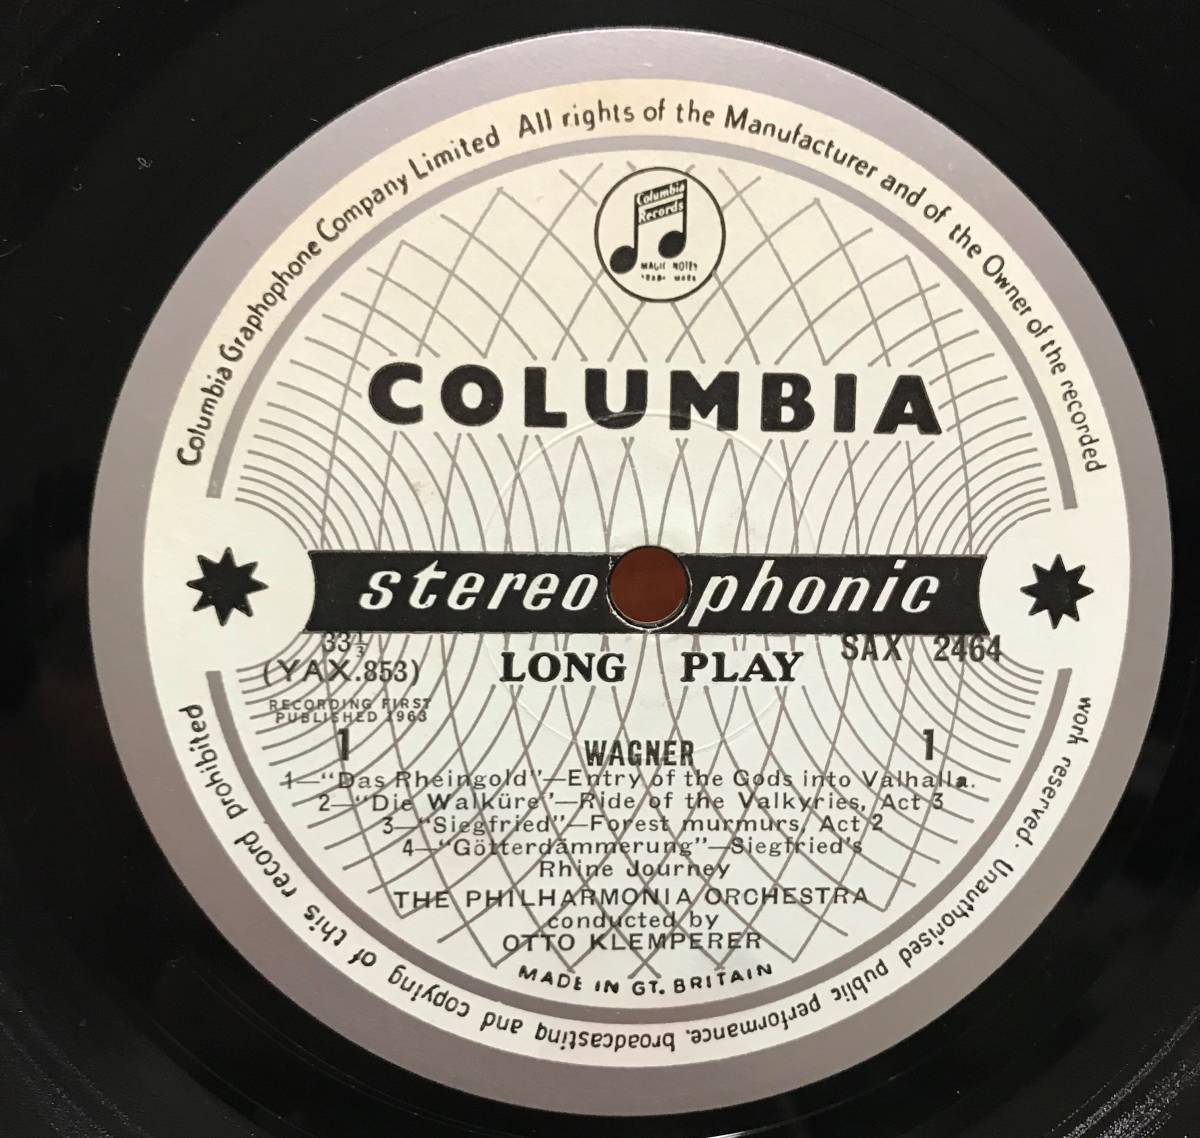 Columbia Graphophone Company Limited All rights of the Manufacturer and of the Owner of the recorded
work reserved. Unauthorised public performance, broadcasting and copying of this record prohibited
Columbia
Records
MAGIC NOTES
TRADE MARK
COLUMBIA
stereophonic
33⅓
(YAX.853)
LONG PLAY
SAX 2464
RECORDING FIRST
PUBLISHED 1963
1
WAGNER
1
1—"Das Rheingold"—Entry of the Gods into Valhalla.
2—"Die Walküre"—Ride of the Valkyries, Act 3
3—"Siegfried"—Forest murmurs, Act 2
4—"Götterdämmerung"—Siegfried's
Rhine Journey
THE PHILHARMONIA ORCHESTRA
conducted by
OTTO KLEMPERER
MADE IN GT. BRITAIN